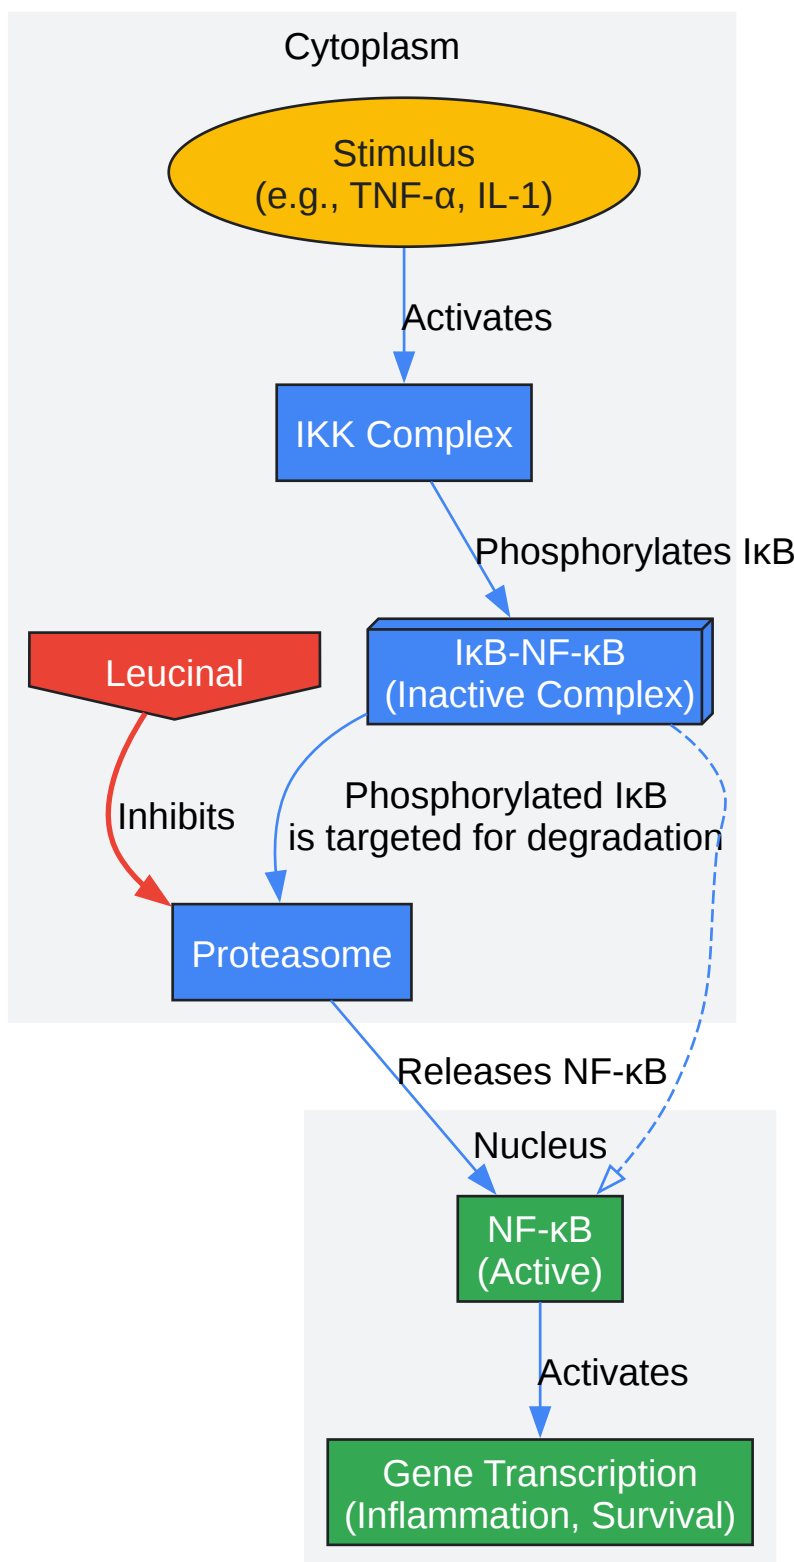 Cytoplasm
Stimulus
(e.g., TNF-α, IL-1)
Activates
IKK Complex
Phosphorylates IκB
IκB-NF-κB
(Inactive Complex)
Leucinal
Inhibits
Phosphorylated IκB
is targeted for degradation
Proteasome
Releases NF-κB
Nucleus
NF-κB
(Active)
Activates
Gene Transcription
(Inflammation, Survival)